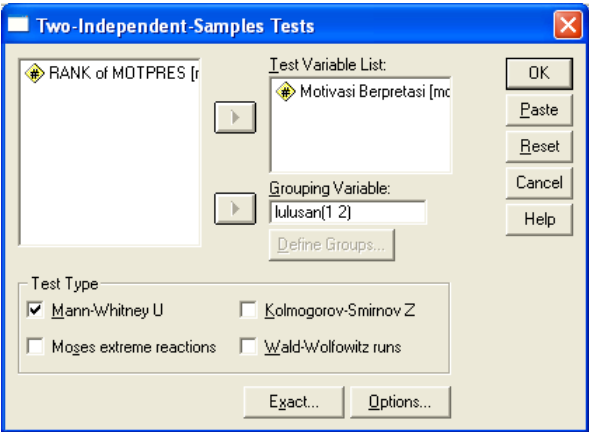 Two-Independent-Samples Tests
RANK of MOTPRES [r
Test Variable List:
Motivasi Berpretasi [mo
Grouping Variable:
lulusan(1 2)
Define Groups...
OK
Paste
Reset
Cancel
Help
Test Type
Mann-Whitney U
Kolmogorov-Smirnov Z
Moses extreme reactions
Wald-Wolfowitz runs
Exact...
Options...